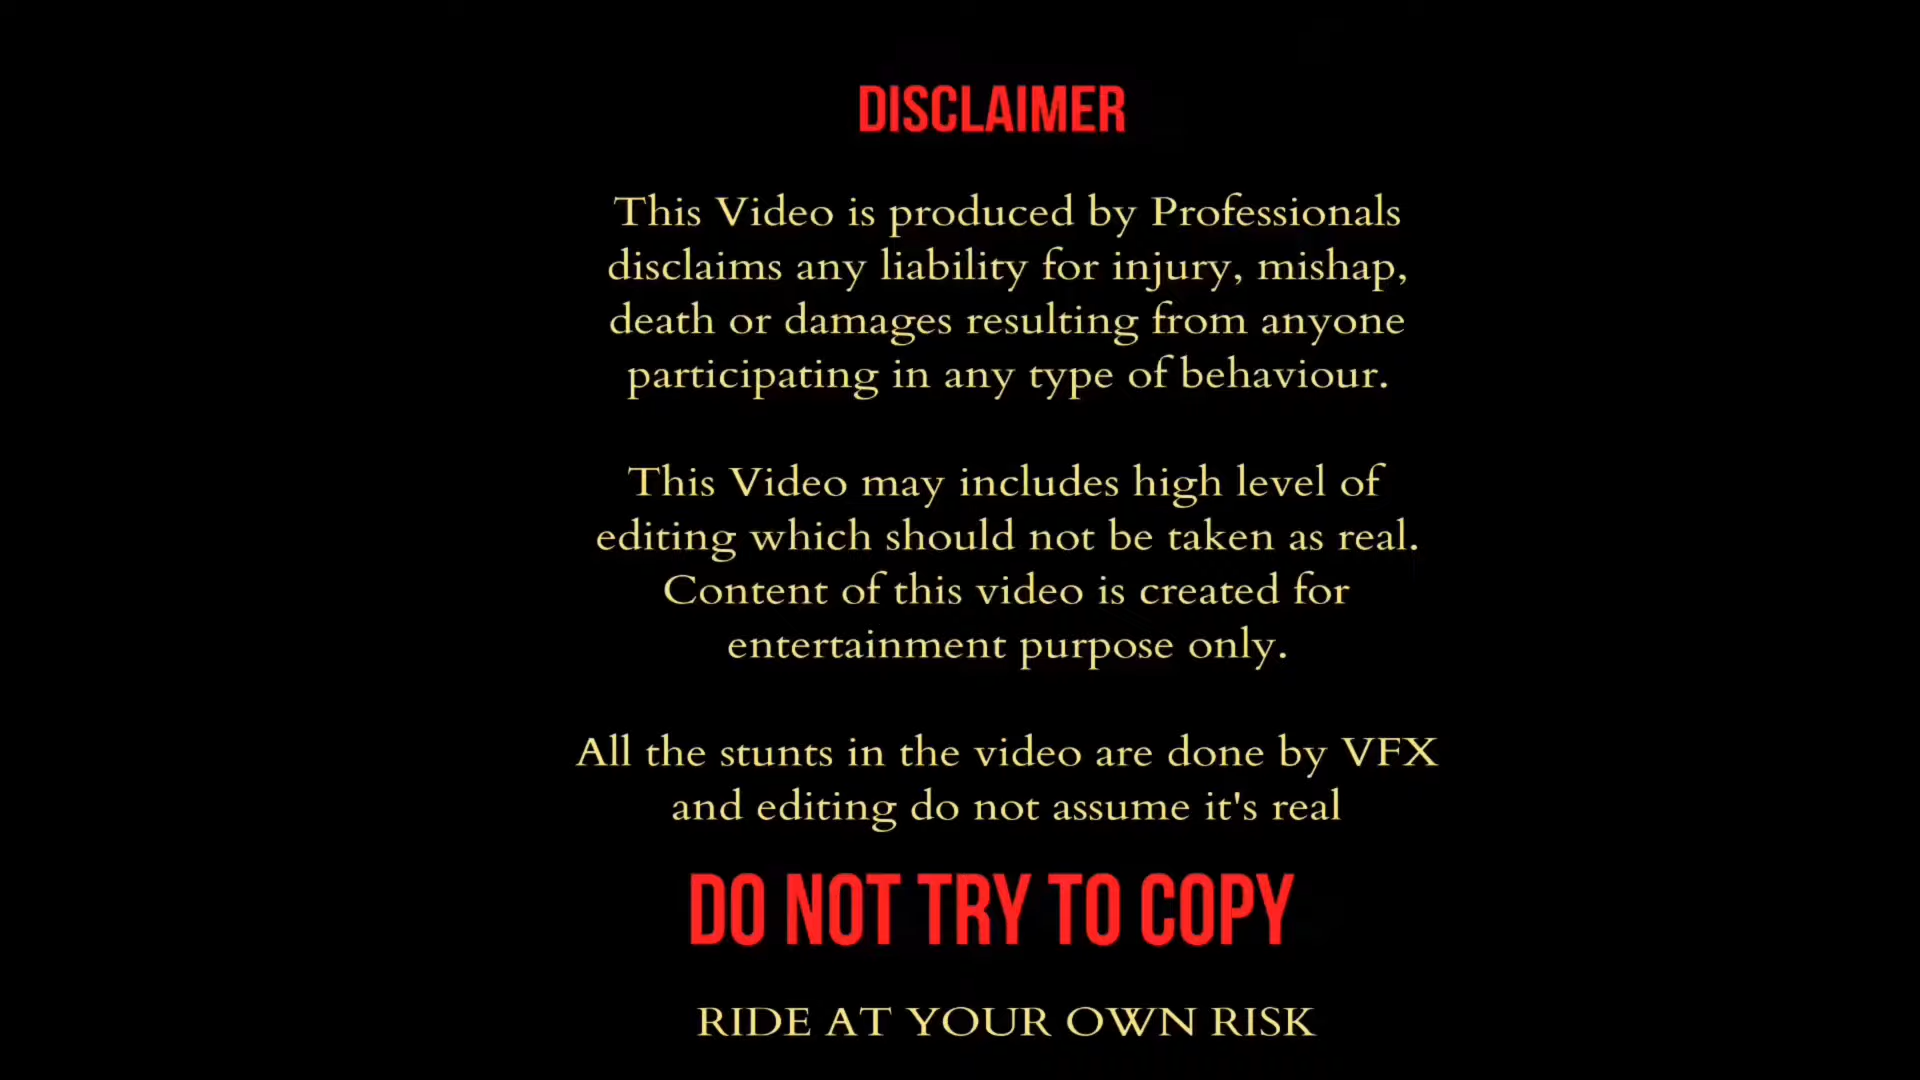 DISCLAIMER
This Video is produced by Professionals
disclaims any liability for injury, mishap,
death or damages resulting from anyone
participating in any type of behaviour.
This Video may includes high level of
editing which should not be taken as real.
Content of this video is created for
entertainment purpose only.
All the stunts in the video are done by VFX
and editing do not assume it's real
DO NOT TRY TO COPY
RIDE AT YOUR OWN RISK